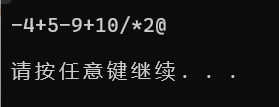 -4+5-9+10/*2@
请按任意键继续. . .